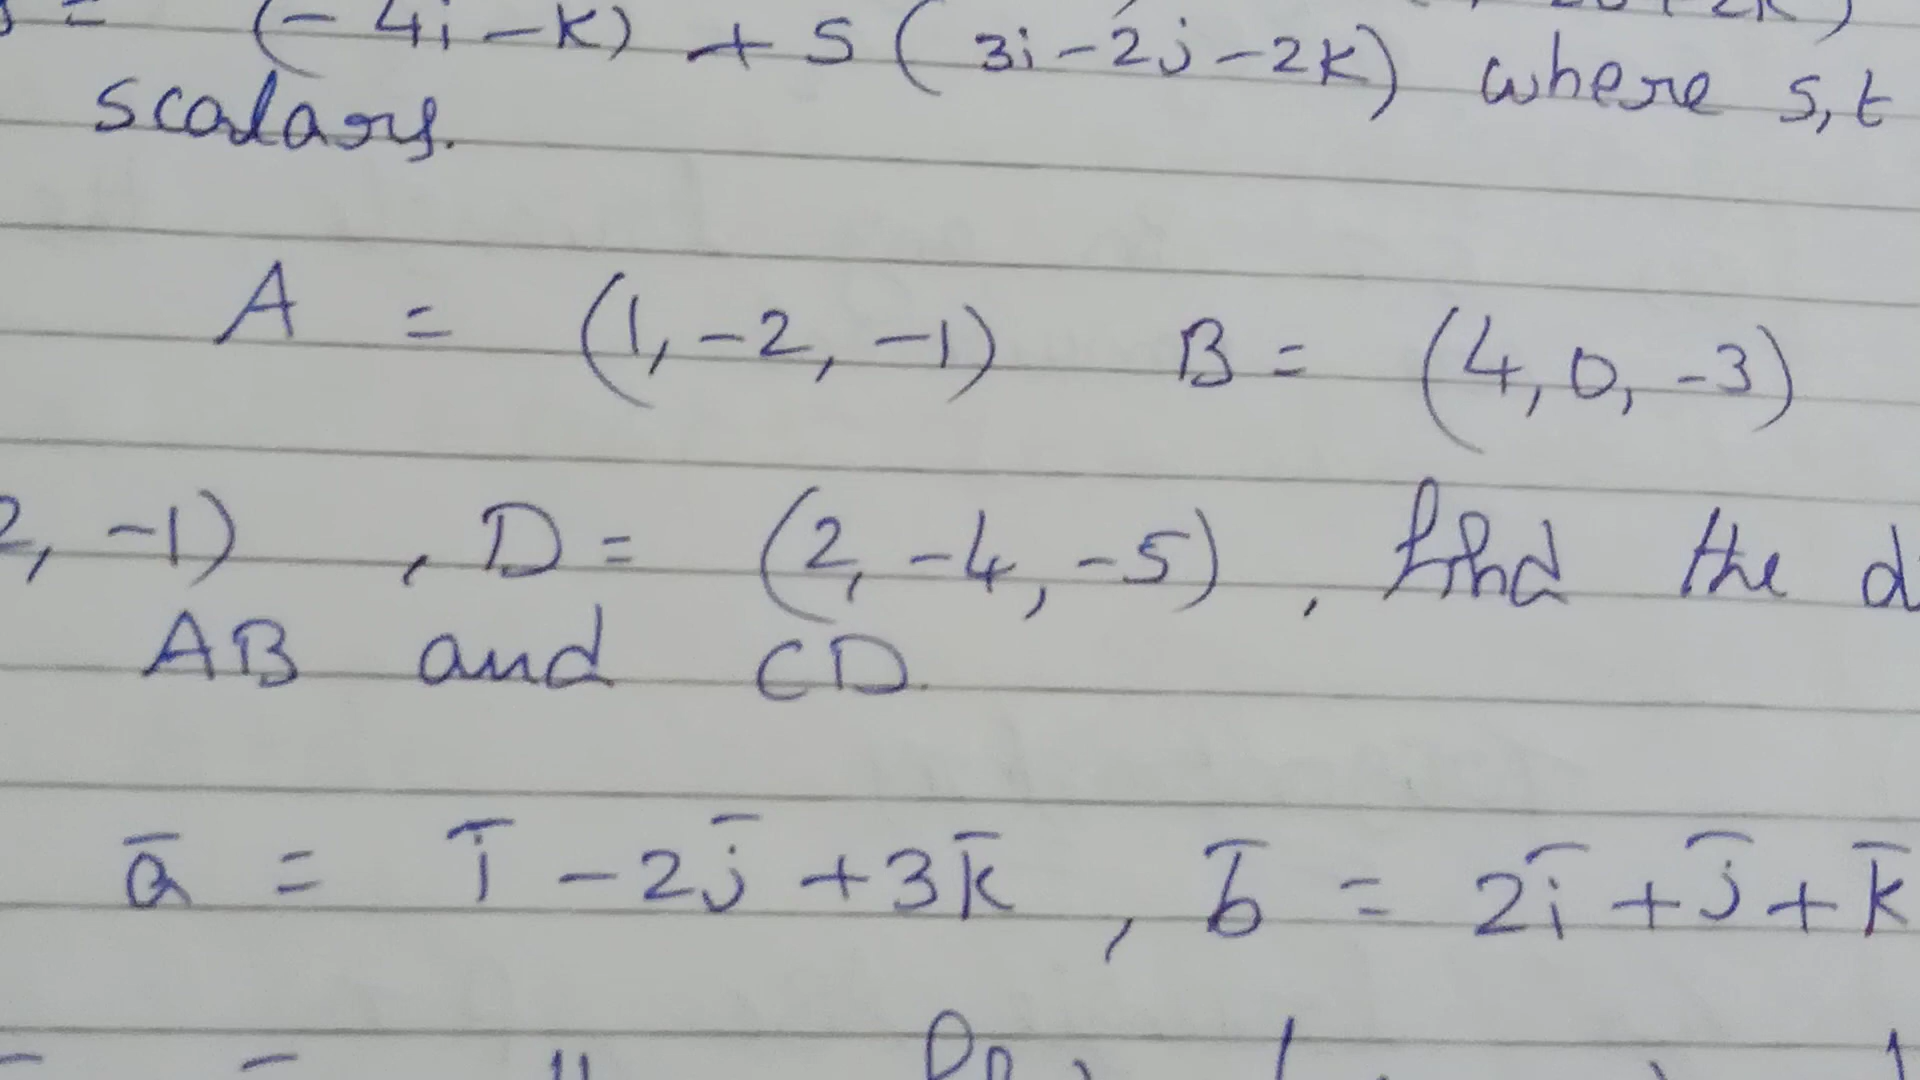 = (-4i-k) + s (3i-2j-2k) where s,t
scalars.
A = (1, -2, -1) B = (4, 0, -3)
2, -1) , D = (2, -4, -5) , find the
AB and CD.
a̅ = i̅ - 2j̅ + 3k̅ , b̅ = 2i̅ + j̅ + k̅